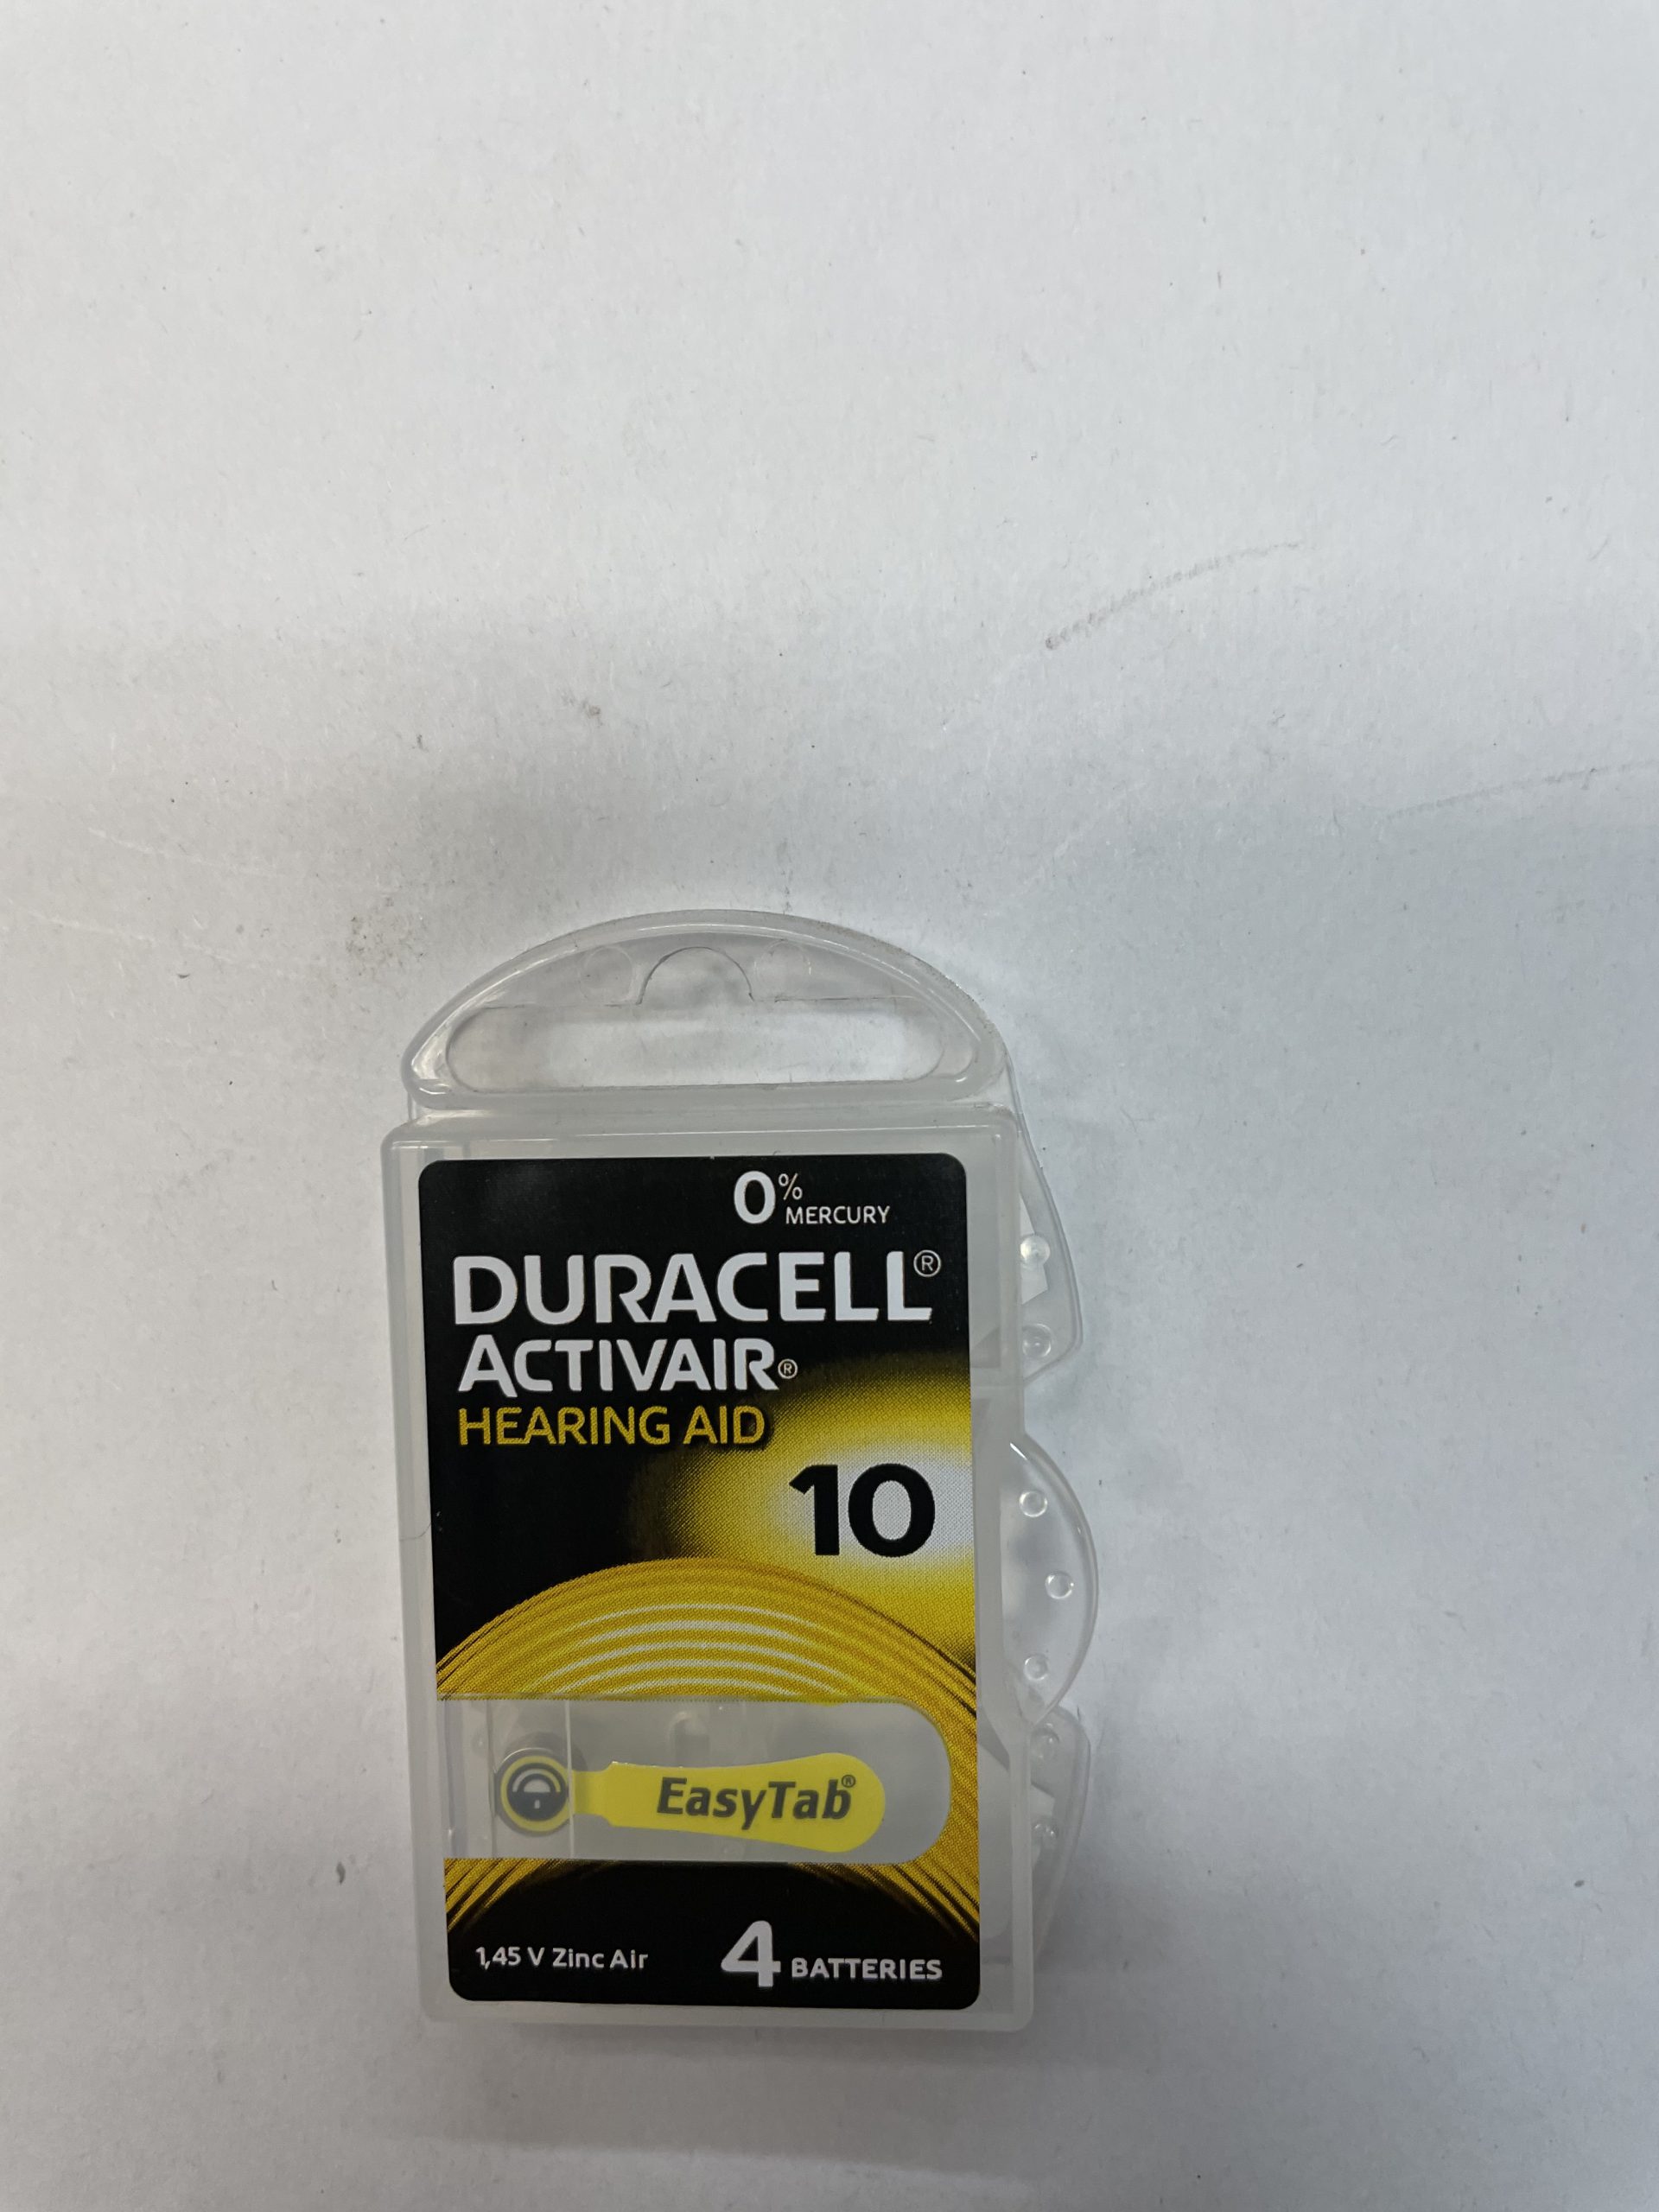 0% MERCURY
DURACELL®
ACTIVAIR®
HEARING AID
10
EasyTab®
1,45 V Zinc Air 4 BATTERIES